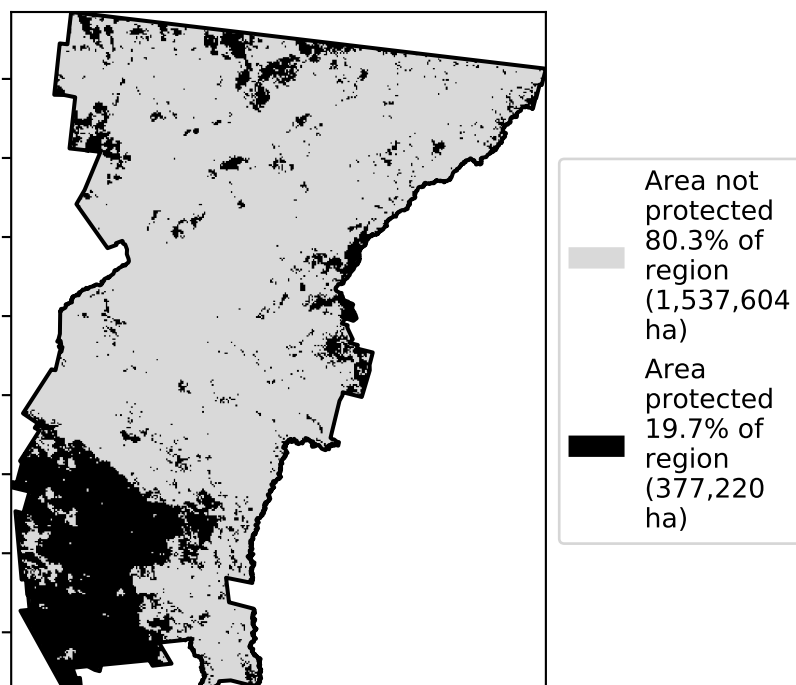 Area not
protected
80.3% of
region
(1,537,604
ha)
Area
protected
19.7% of
region
(377,220
ha)